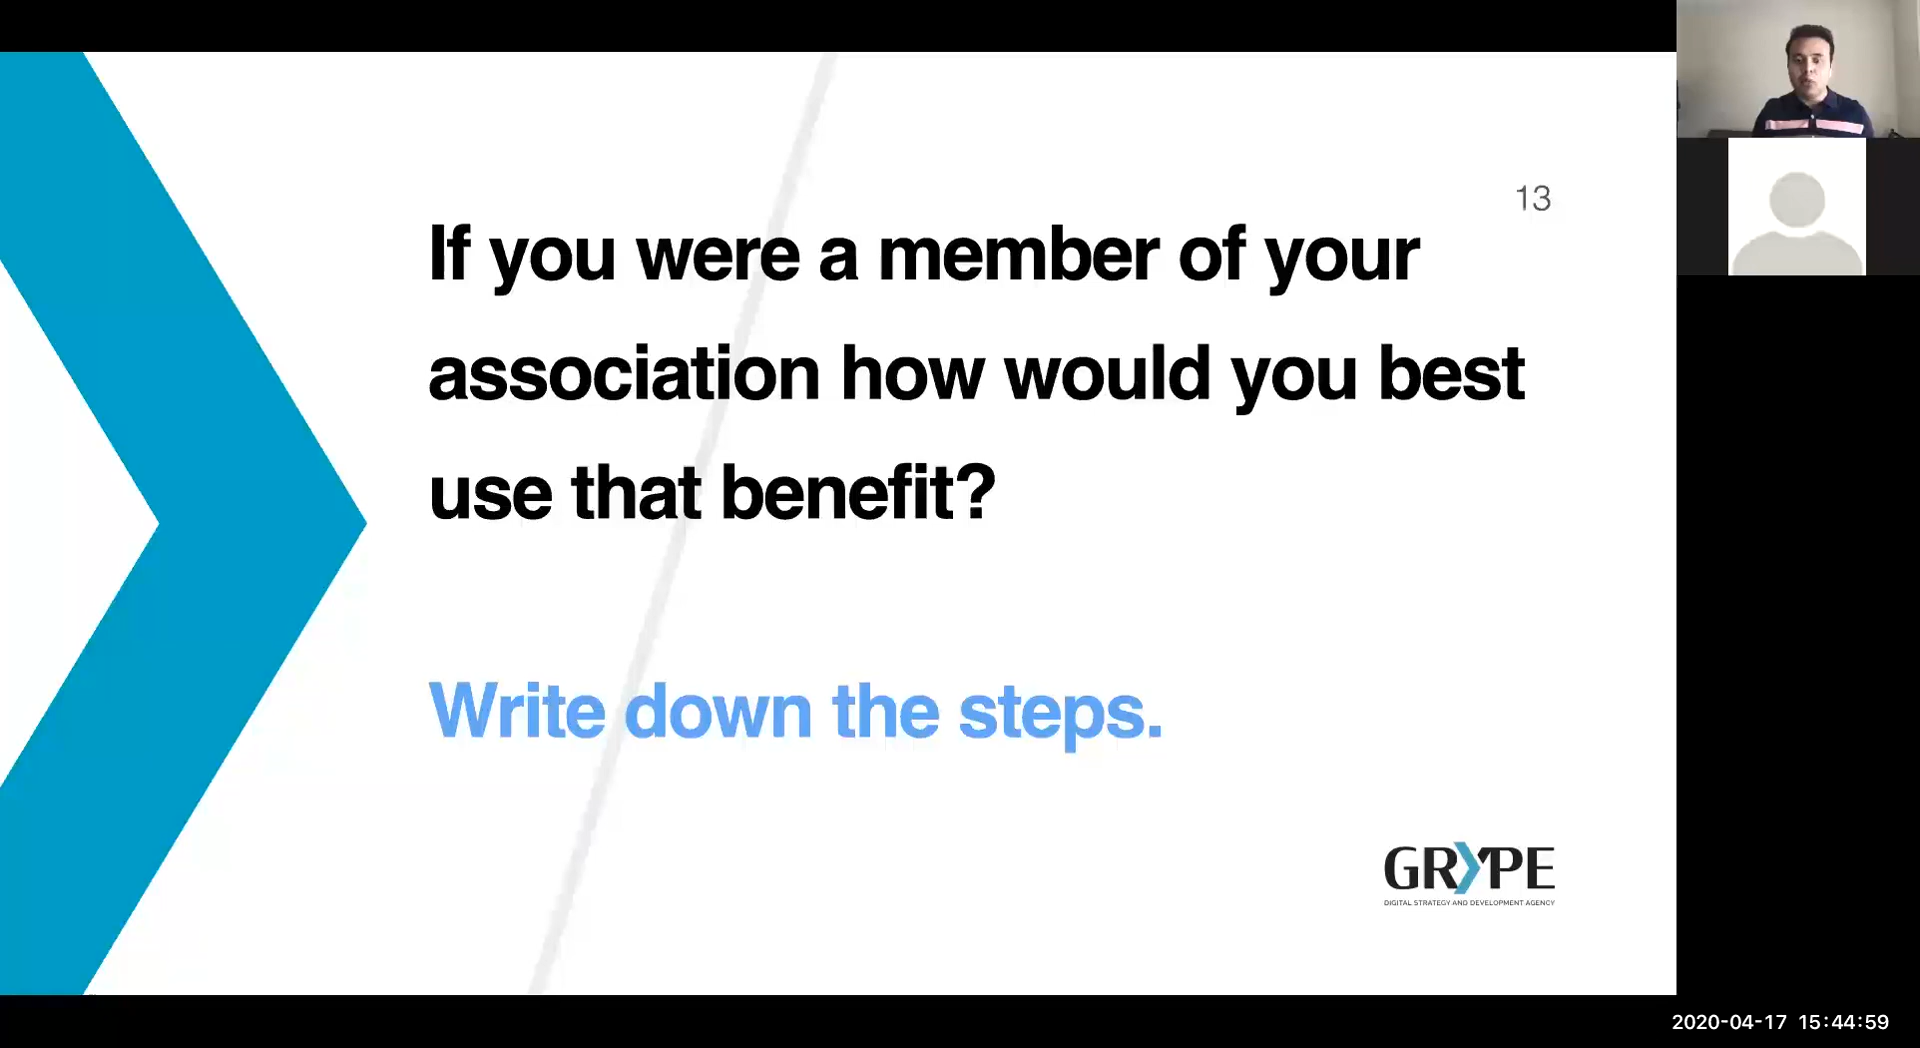 13
If you were a member of your
association how would you best
use that benefit?
Write down the steps.
GRYPE
DIGITAL STRATEGY AND DEVELOPMENT AGENCY
2020-04-17 15:44:59